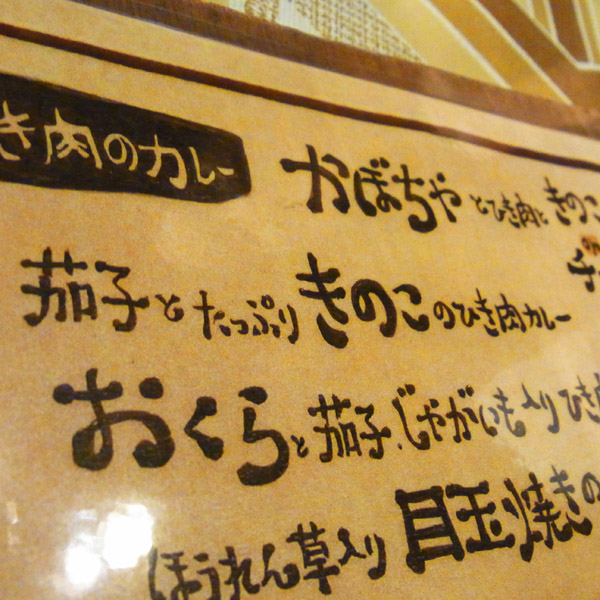 き肉のカレー
かぼちゃとひき肉ときのこ
茄子とたっぷりきのこのひき肉カレー
おくらと茄子、じゃがいも入りひき
ほうれん草入り目玉焼きの